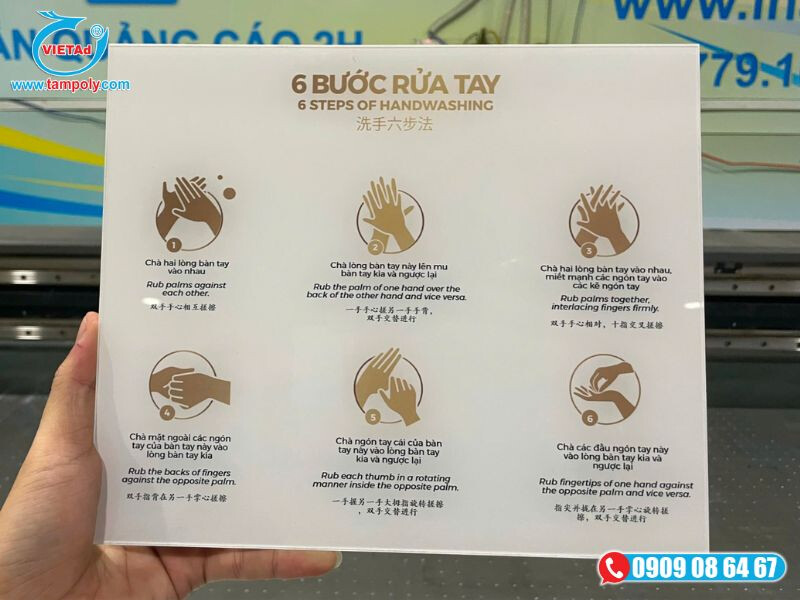 VIETAd
www.tampoly.com
QUẢNG CÁO 2H
779.1
6 BƯỚC RỬA TAY
6 STEPS OF HANDWASHING
洗手六步法
1
Chà hai lòng bàn tay
vào nhau
Rub palms against
each other.
双手手心相互搓擦
2
Chà lòng bàn tay này lên mu
bàn tay kia và ngược lại
Rub the palm of one hand over the
back of the other hand and vice versa.
一手手心搓另一手手背，
双手交替进行
3
Chà hai lòng bàn tay vào nhau,
miết mạnh các ngón tay vào
các kẽ ngón tay
Rub palms together,
interlacing fingers firmly.
双手手心相对，十指交叉搓擦
4
Chà mặt ngoài các ngón
tay của bàn tay này vào
lòng bàn tay kia
Rub the backs of fingers
against the opposite palm.
双手指背在另一手掌心搓擦
5
Chà ngón tay cái của bàn
tay này vào lòng bàn tay
kia và ngược lại
Rub each thumb in a rotating
manner inside the opposite palm.
一手握另一手大拇指旋转搓擦
，双手交替进行
6
Chà các đầu ngón tay này
vào lòng bàn tay kia và
ngược lại
Rub fingertips of one hand against
the opposite palm and vice versa.
指尖并拢在另一手掌心旋转搓
擦，双手交替进行
0909 08 64 67